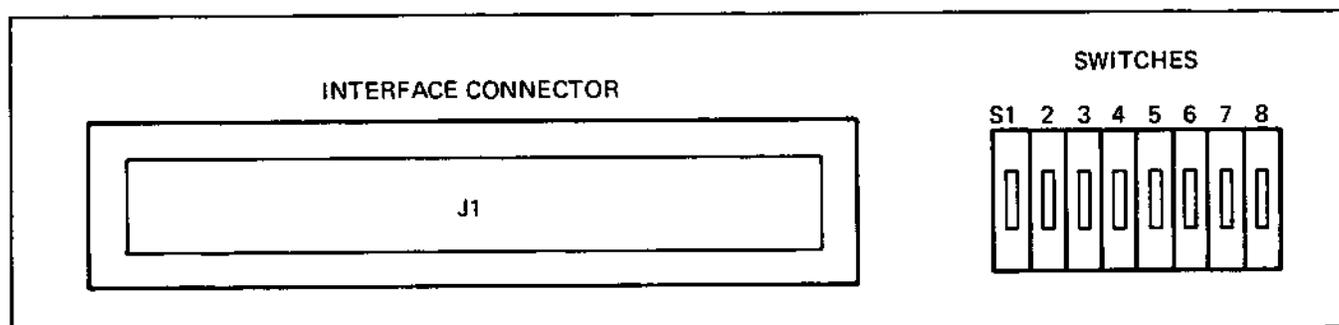 INTERFACE CONNECTOR
J1
SWITCHES
S1 2 3 4 5 6 7 8